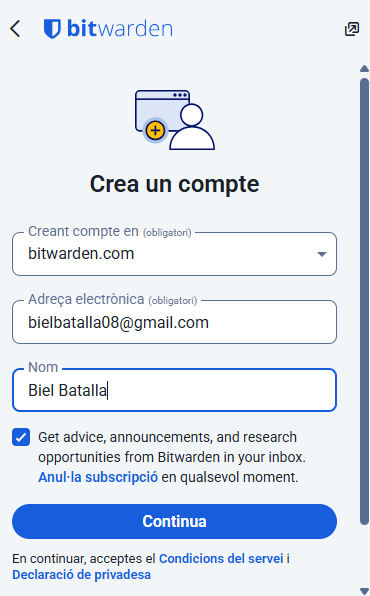 bitwarden
Crea un compte
Creant compte en (obligatori)
bitwarden.com
Adreça electrònica (obligatori)
bielbatalla08@gmail.com
Nom
Biel Batalla
Get advice, announcements, and research
opportunities from Bitwarden in your inbox.
Anul·la subscripció en qualsevol moment.
Continua
En continuar, acceptes el Condicions del servei i
Declaració de privadesa